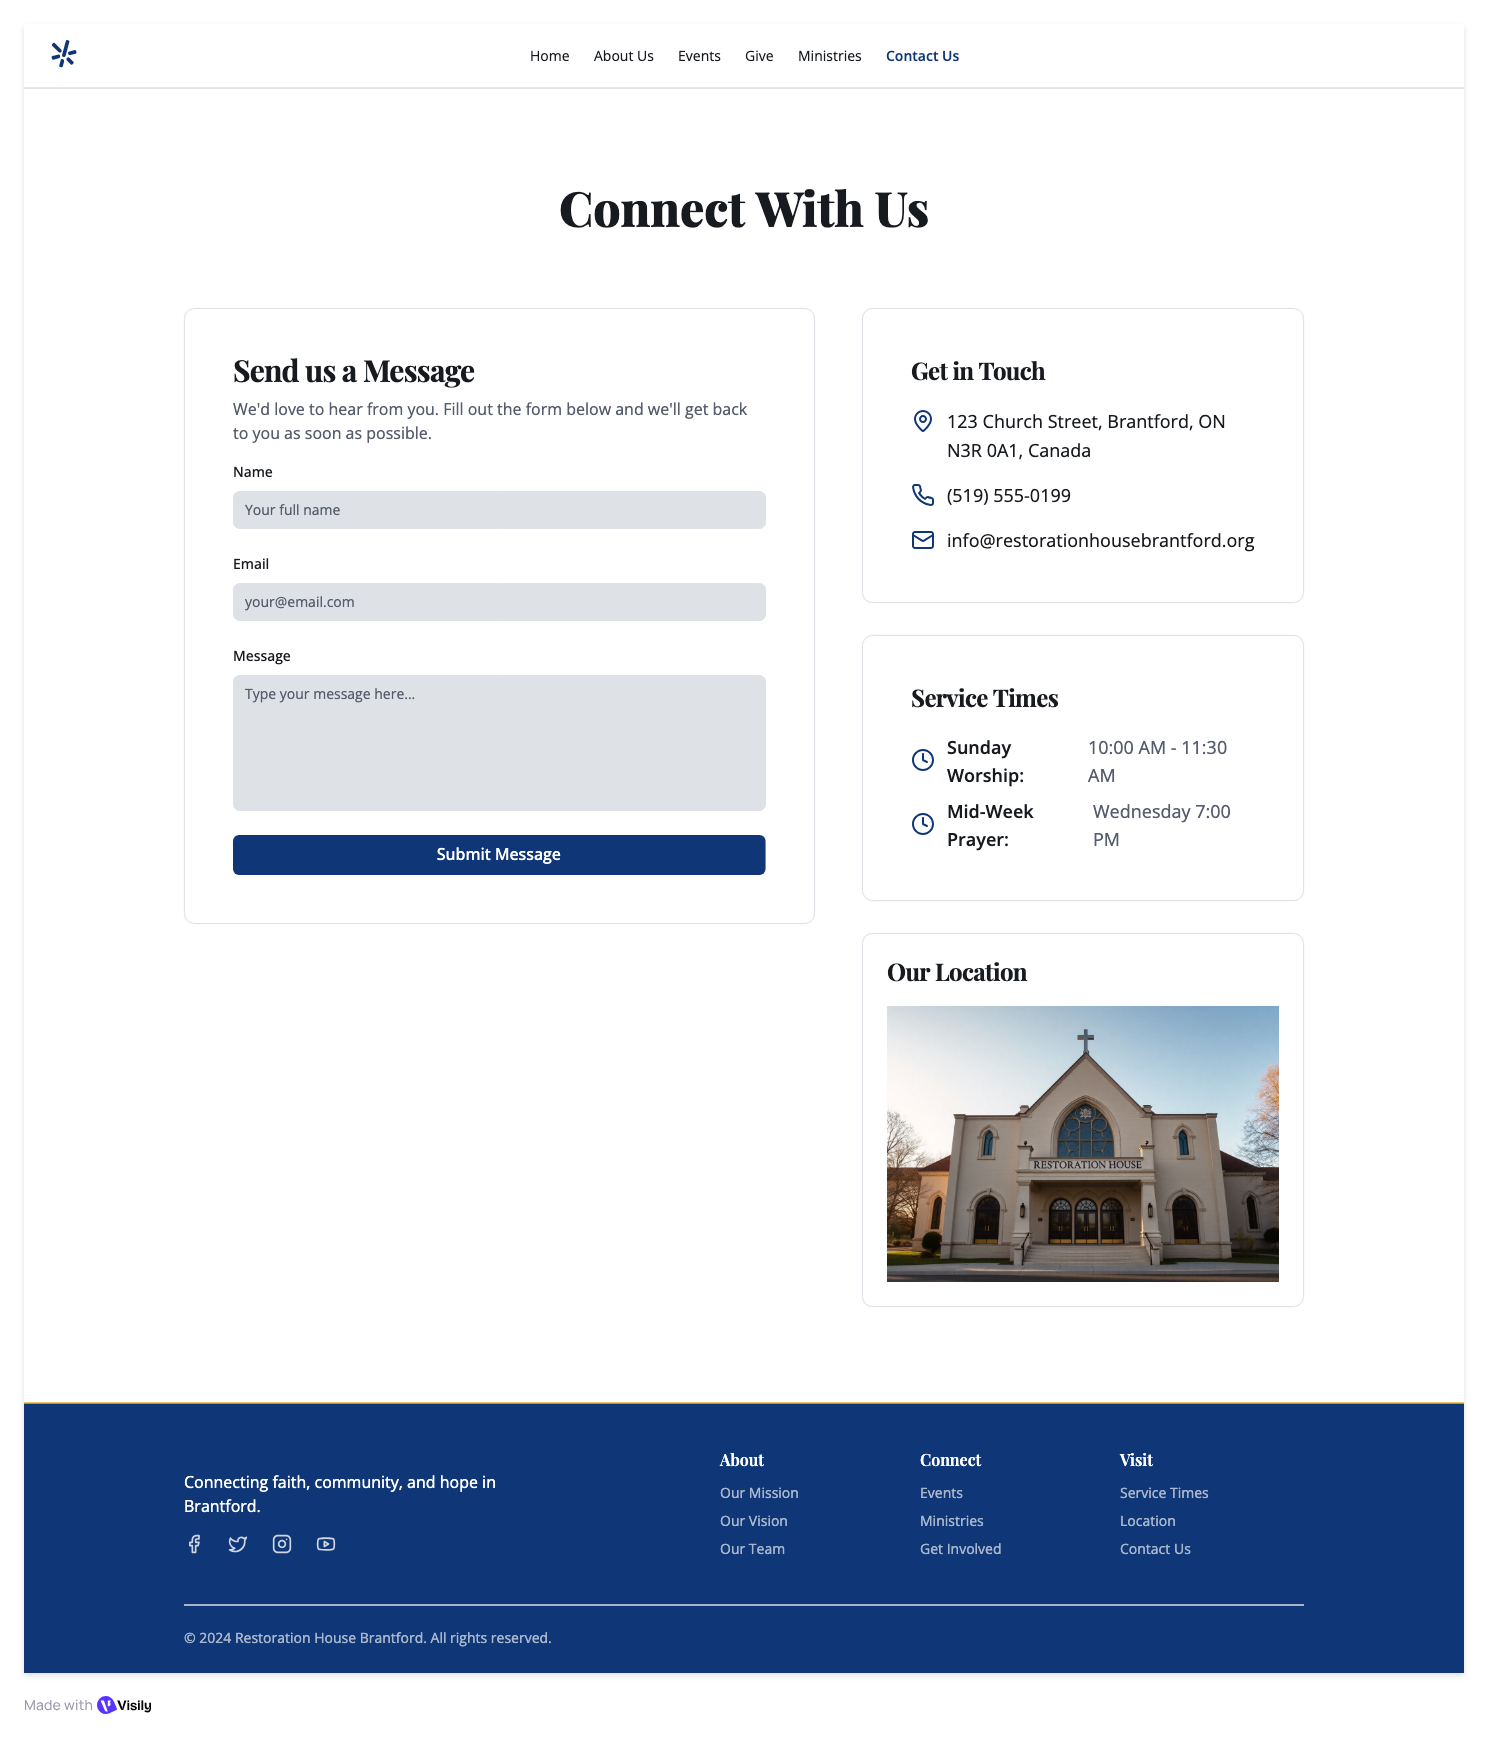 Home About Us Events Give Ministries Contact Us
Connect With Us
Send us a Message
We'd love to hear from you. Fill out the form below and we'll get back
to you as soon as possible.
Name
Your full name
Email
your@email.com
Message
Type your message here...
Submit Message
Get in Touch
123 Church Street, Brantford, ON
N3R 0A1, Canada
(519) 555-0199
info@restorationhousebrantford.org
Service Times
Sunday Worship: 10:00 AM - 11:30 AM
Mid-Week Prayer: Wednesday 7:00 PM
Our Location
RESTORATION HOUSE
Connecting faith, community, and hope in
Brantford.
About
Our Mission
Our Vision
Our Team
Connect
Events
Ministries
Get Involved
Visit
Service Times
Location
Contact Us
© 2024 Restoration House Brantford. All rights reserved.
Made with Visily